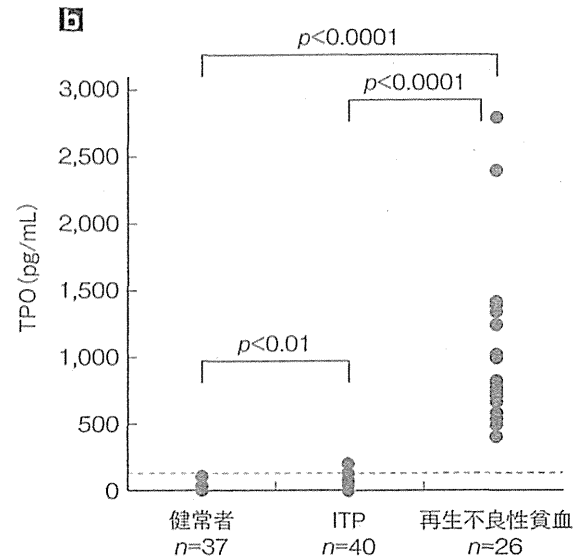 b
p<0.0001
p<0.0001
3,000
2,500
2,000
1,500
1,000
500
0
TPO(pg/mL)
p<0.01
健常者
n=37
ITP
n=40
再生不良性貧血
n=26